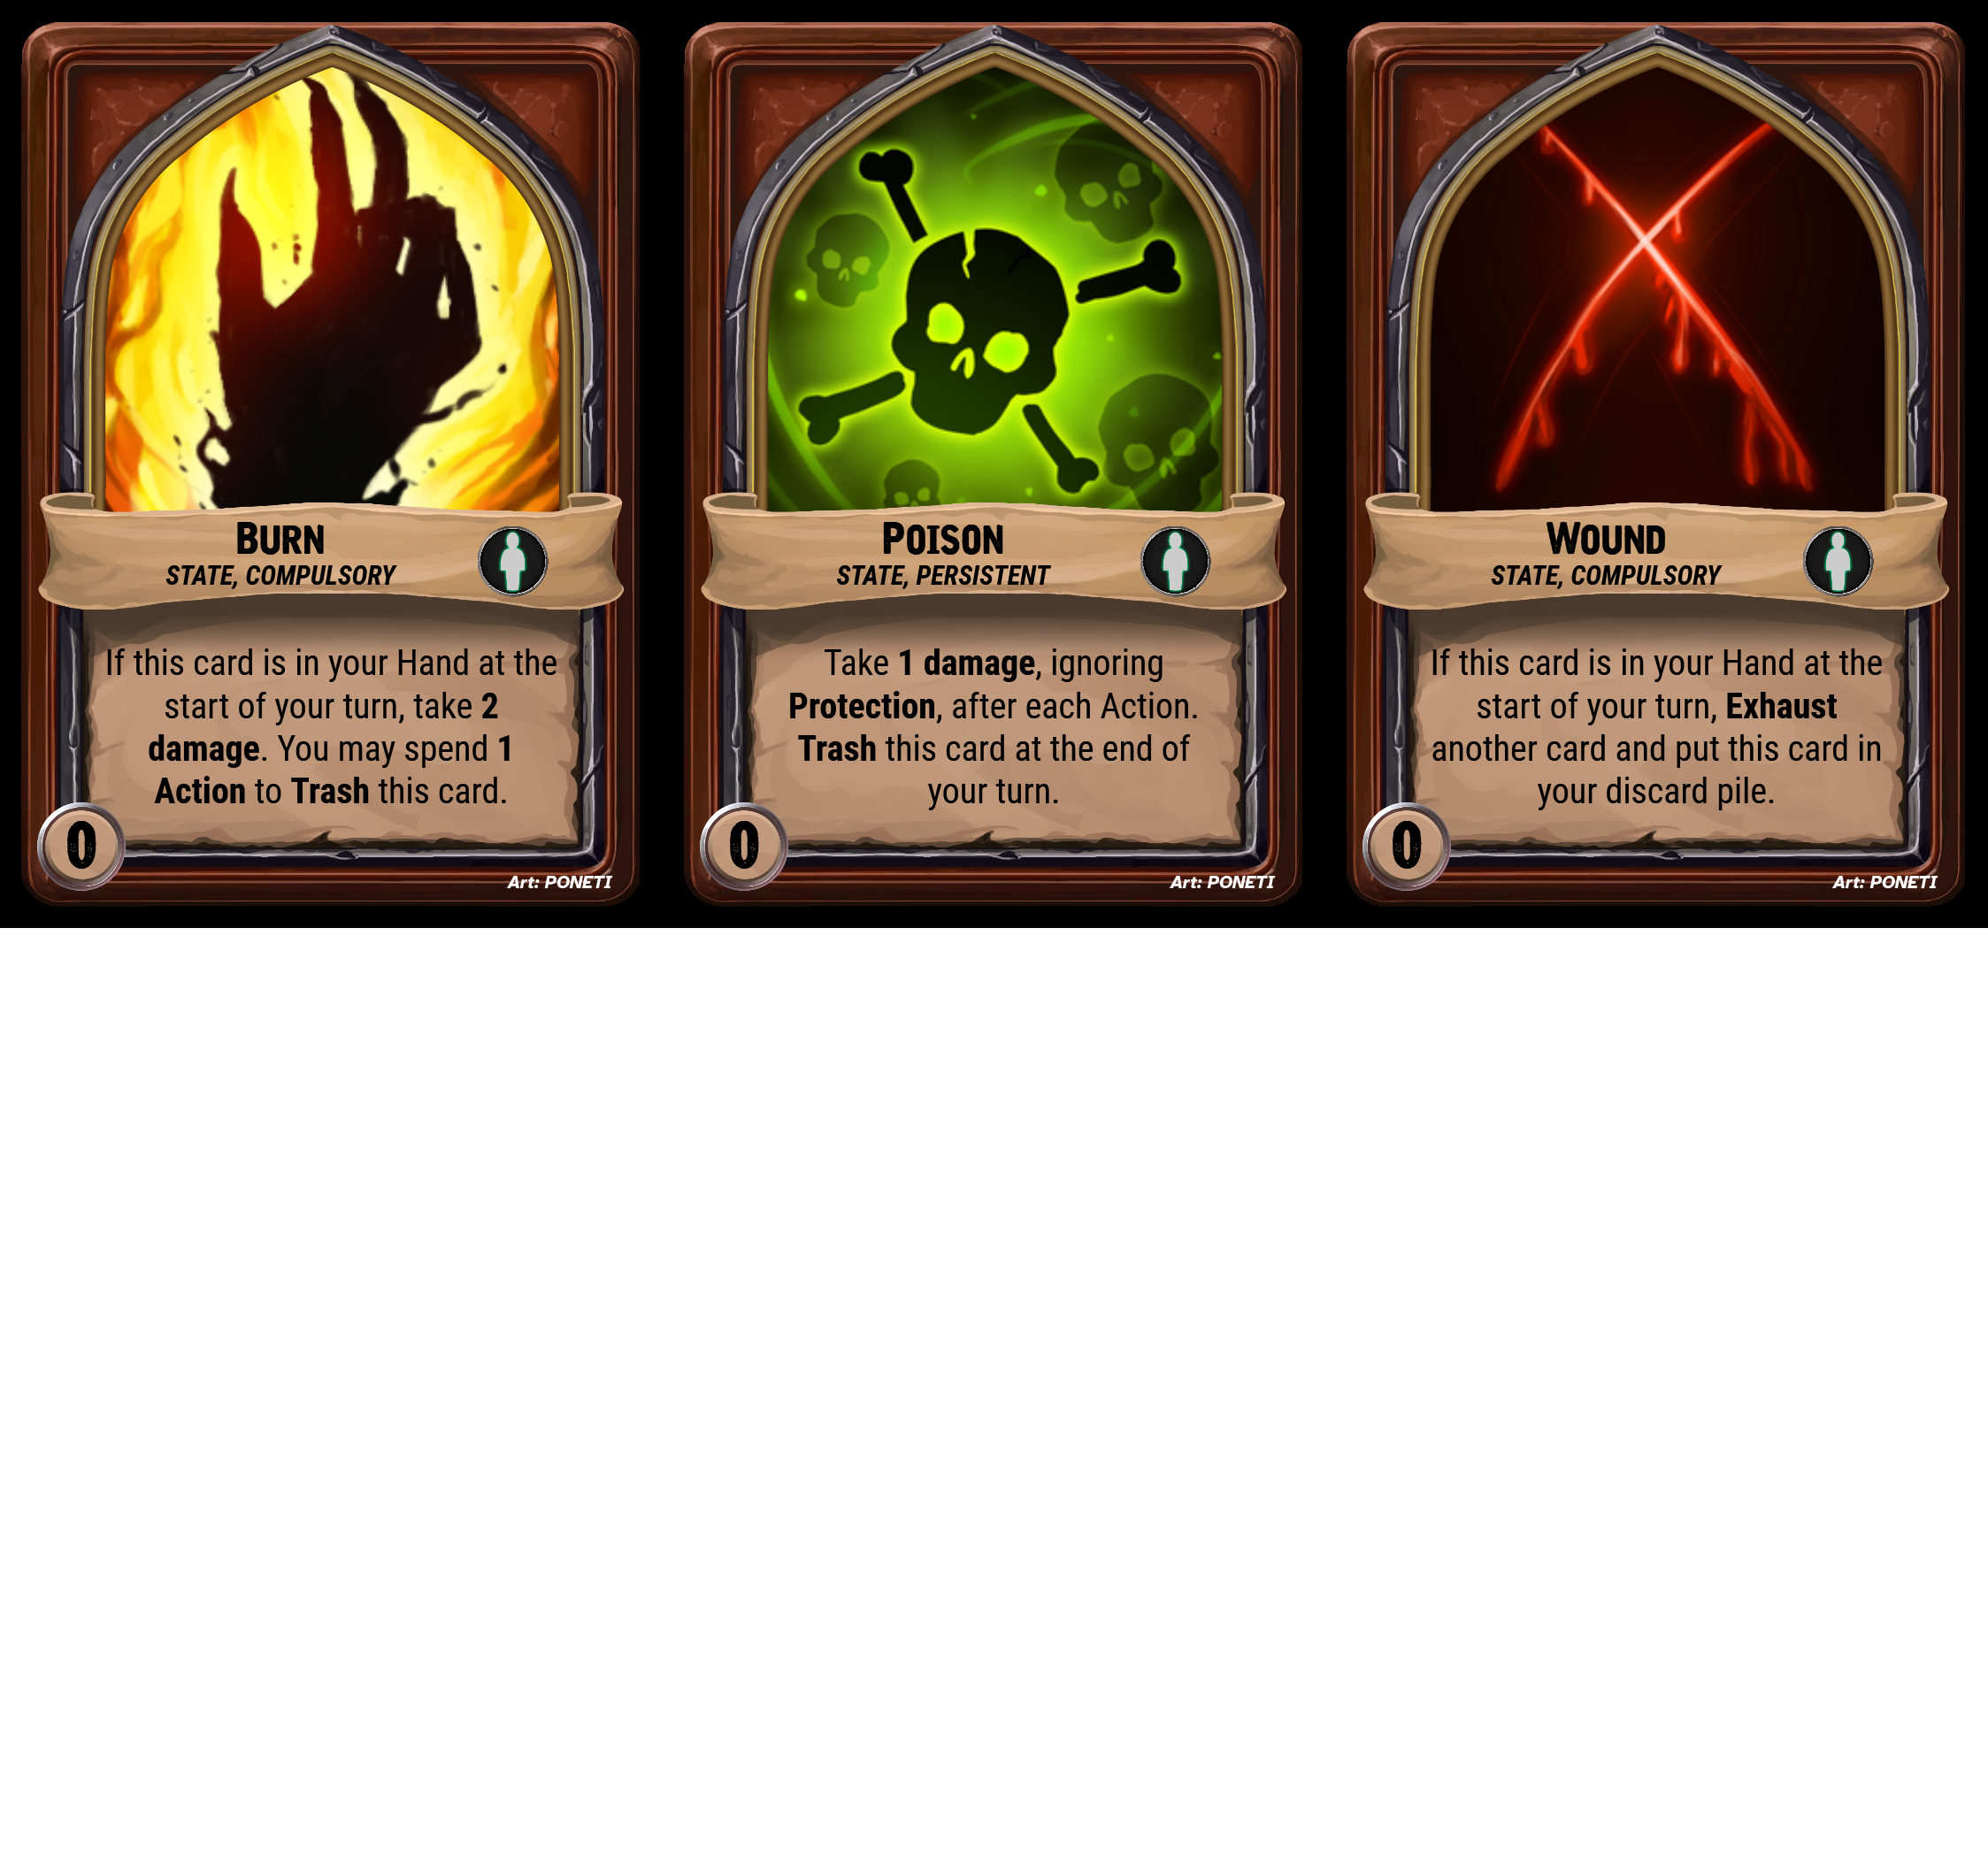 BURN
STATE, COMPULSORY
If this card is in your Hand at the
start of your turn, take 2
damage. You may spend 1
Action to Trash this card.
0
Art: PONETI
POISON
STATE, PERSISTENT
Take 1 damage, ignoring
Protection, after each Action.
Trash this card at the end of
your turn.
0
Art: PONETI
WOUND
STATE, COMPULSORY
If this card is in your Hand at the
start of your turn, Exhaust
another card and put this card in
your discard pile.
0
Art: PONETI